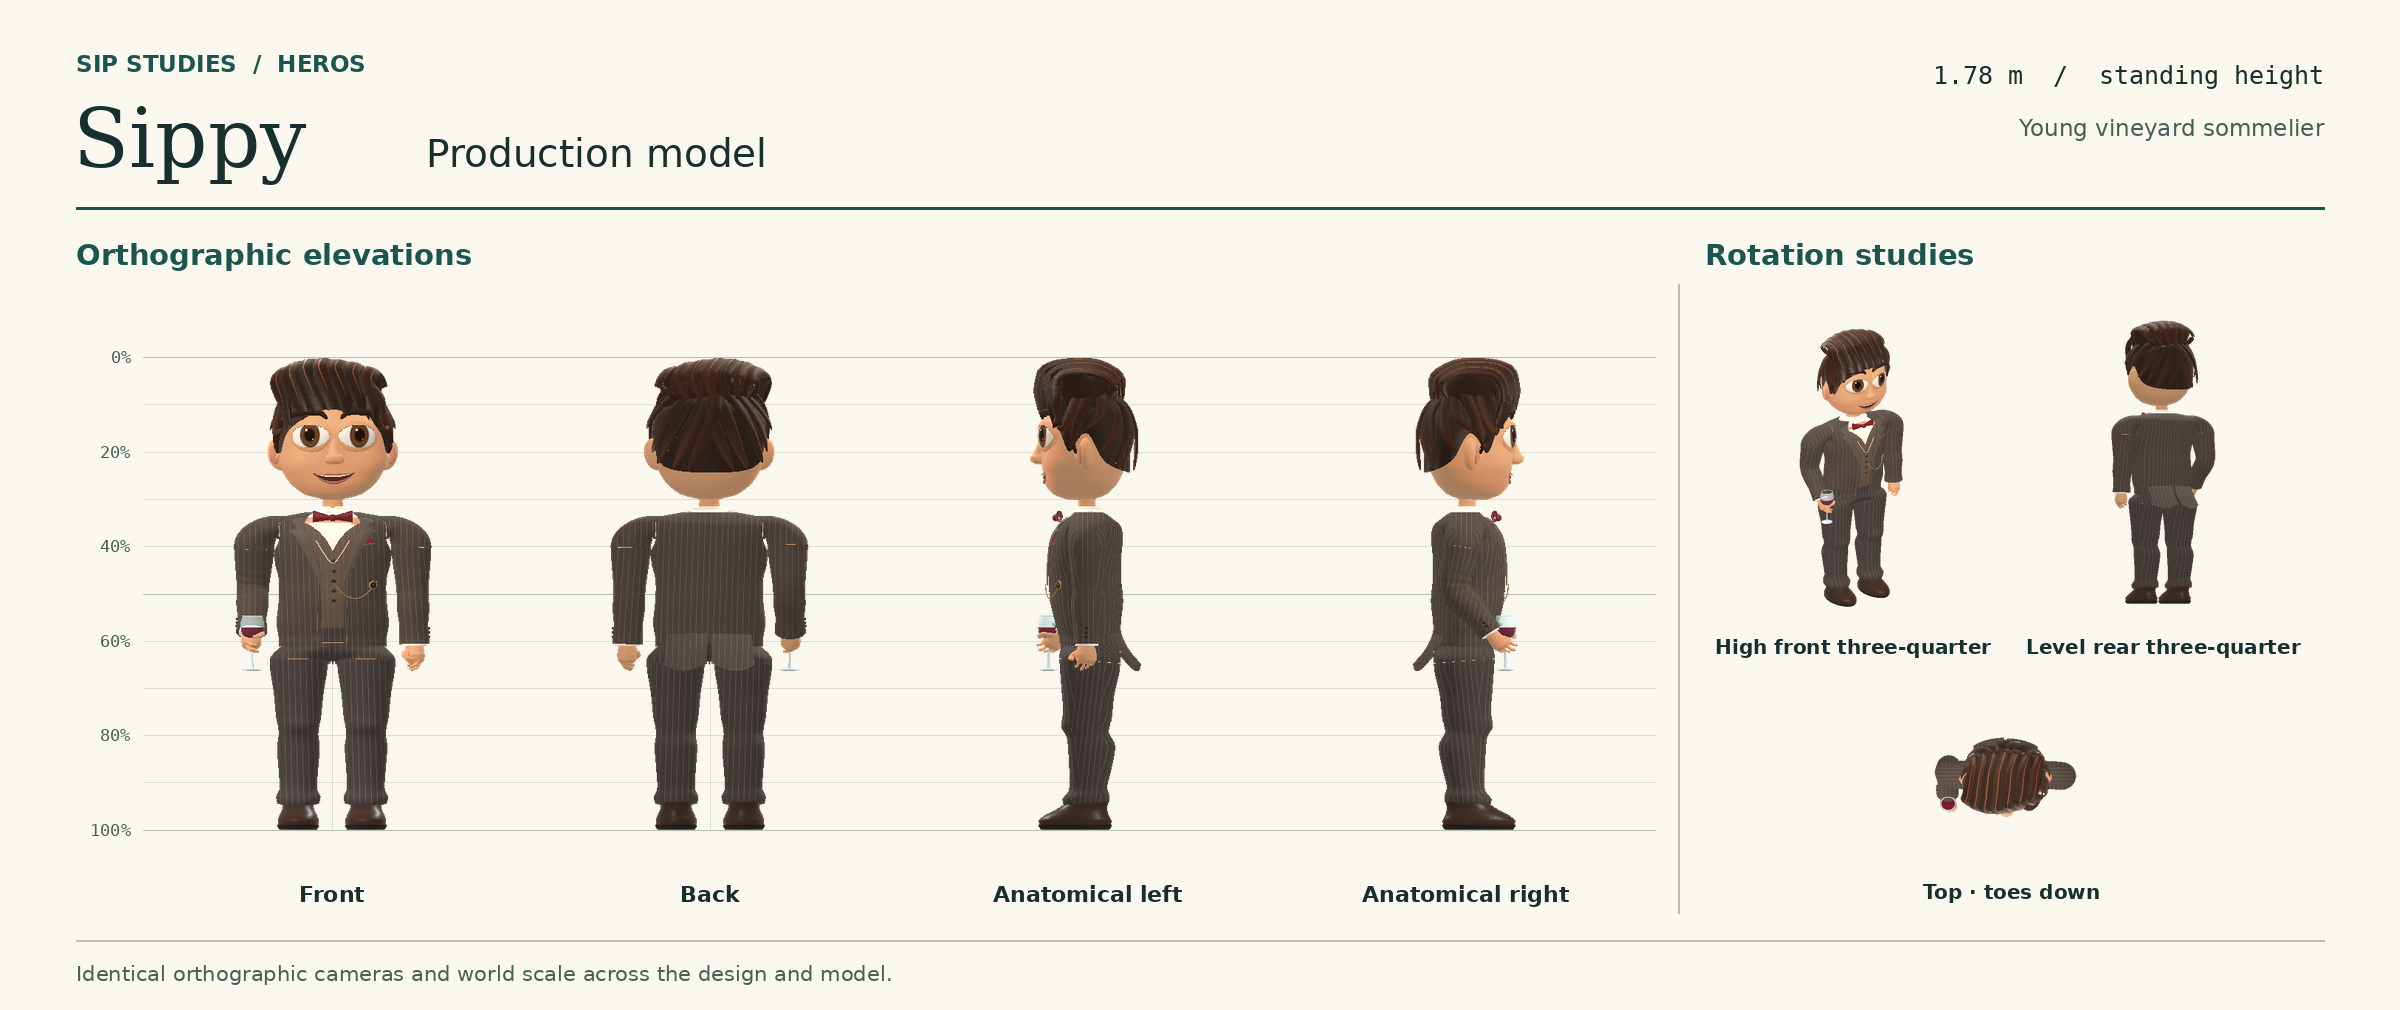 SIP STUDIES / HEROS
1.78 m / standing height
Sippy
Production model
Young vineyard sommelier
Orthographic elevations
Rotation studies
0%
20%
40%
60%
80%
100%
High front three-quarter
Level rear three-quarter
Front
Back
Anatomical left
Anatomical right
Top · toes down
Identical orthographic cameras and world scale across the design and model.